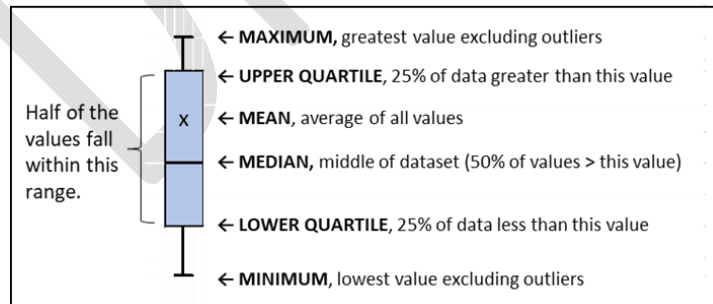 ← MAXIMUM, greatest value excluding outliers
← UPPER QUARTILE, 25% of data greater than this value
Half of the
values fall
within this
range.
x
← MEAN, average of all values
← MEDIAN, middle of dataset (50% of values > this value)
← LOWER QUARTILE, 25% of data less than this value
← MINIMUM, lowest value excluding outliers